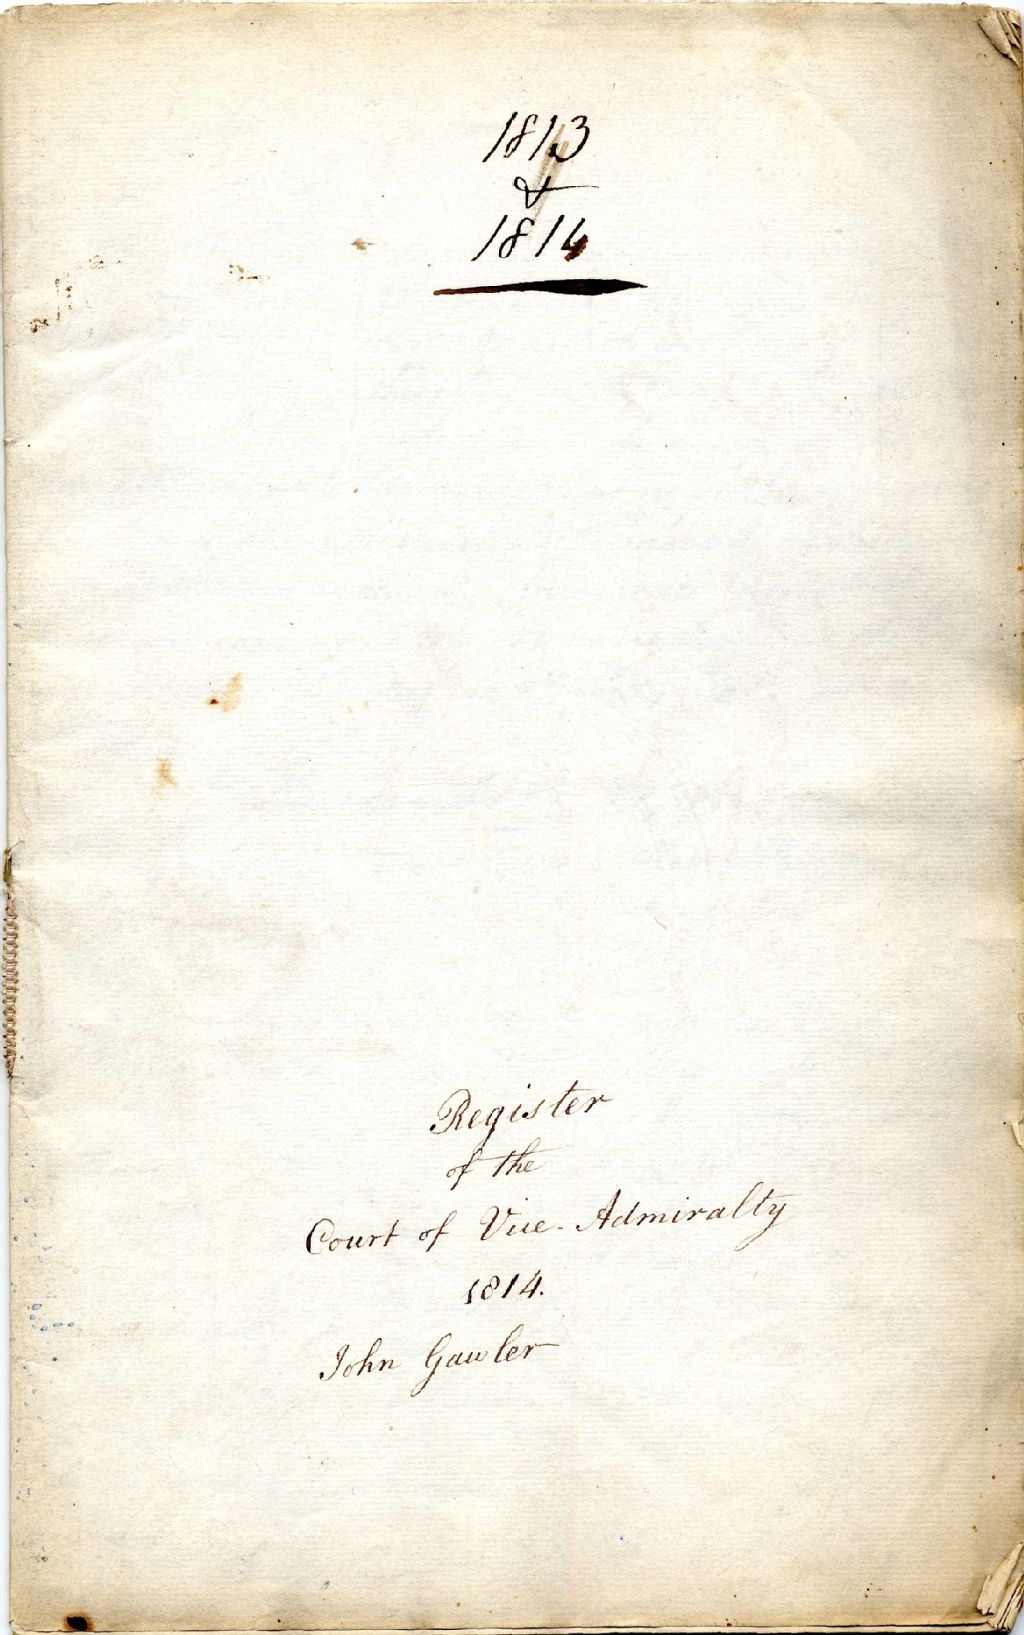 1813
&
1814
Register
of the
Court of Vice-Admiralty
1814.
John Gawler